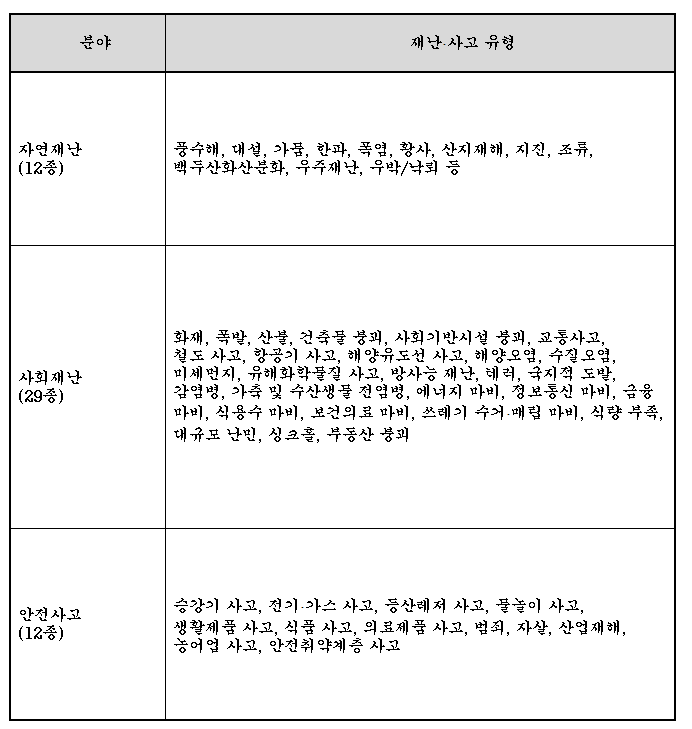 분야
재난·사고 유형
자연재난
(12종)
풍수해, 대설, 가뭄, 한파, 폭염, 황사, 산지재해, 지진, 조류,
백두산화산분화, 우주재난, 우박/낙뢰 등
사회재난
(29종)
화재, 폭발, 산불, 건축물 붕괴, 사회기반시설 붕괴, 교통사고,
철도 사고, 항공기 사고, 해양유도선 사고, 해양오염, 수질오염,
미세먼지, 유해화학물질 사고, 방사능 재난, 테러, 국지적 도발,
감염병, 가축 및 수산생물 전염병, 에너지 마비, 정보통신 마비, 금융
마비, 식용수 마비, 보건의료 마비, 쓰레기 수거·매립 마비, 식량 부족,
대규모 난민, 싱크홀, 부동산 붕괴
안전사고
(12종)
승강기 사고, 전기·가스 사고, 등산레저 사고, 물놀이 사고,
생활제품 사고, 식품 사고, 의료제품 사고, 범죄, 자살, 산업재해,
농어업 사고, 안전취약계층 사고